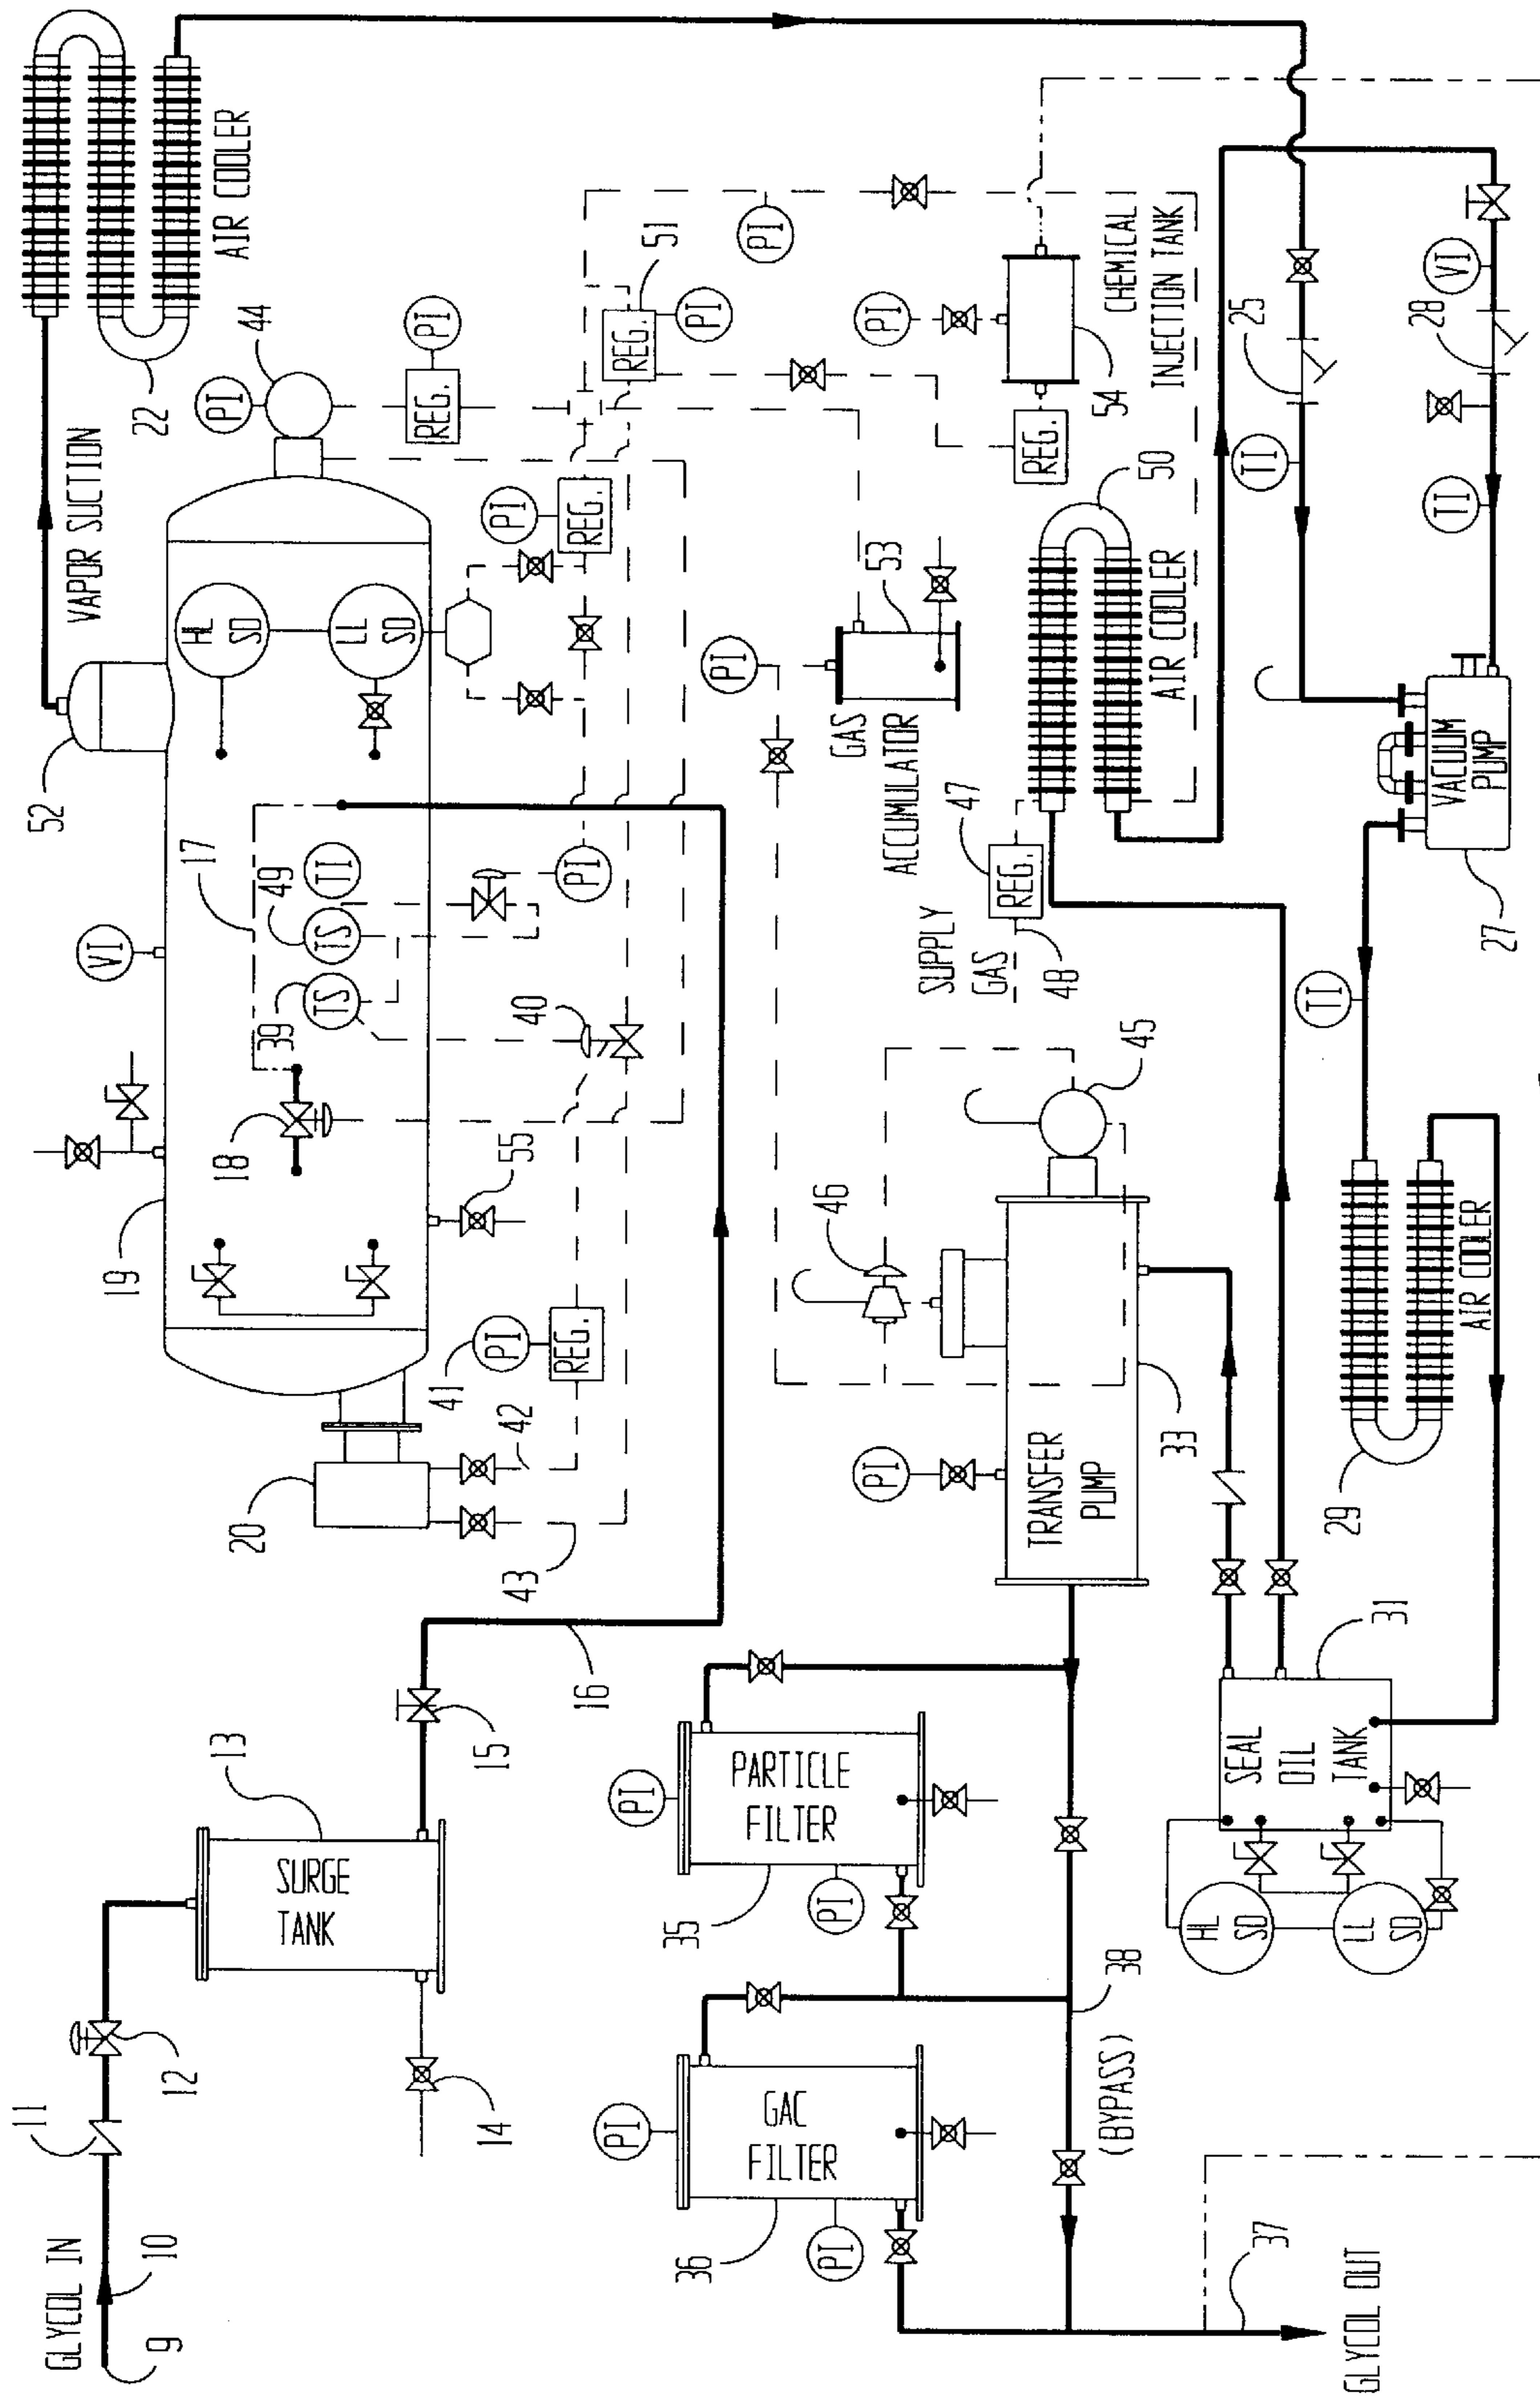 GLYCOL IN
9
10
11
12
SURGE
TANK
13
14
15
16
19
VI
52
VAPOR SUCTION
22
AIR COOLER
20
18
17
39
TS
49
TS
TI
HL
SD
LL
SD
PI
44
41
PI
REG.
42
43
55
40
PI
PI
REG.
PI
REG.
51
REG.
PI
PI
PI
PARTICLE
FILTER
PI
35
PI
GAC
FILTER
PI
36
38
(BYPASS)
37
GLYCOL OUT
PI
TRANSFER
PUMP
33
46
45
PI
GAS
ACCUMULATOR
53
SUPPLY
GAS
48
47
REG.
50
AIR COOLER
REG.
PI
54
CHEMICAL
INJECTION TANK
SEAL
OIL
TANK
31
HL
SD
LL
SD
29
AIR COOLER
TI
VACUUM
PUMP
27
TI
25
TI
28
VI